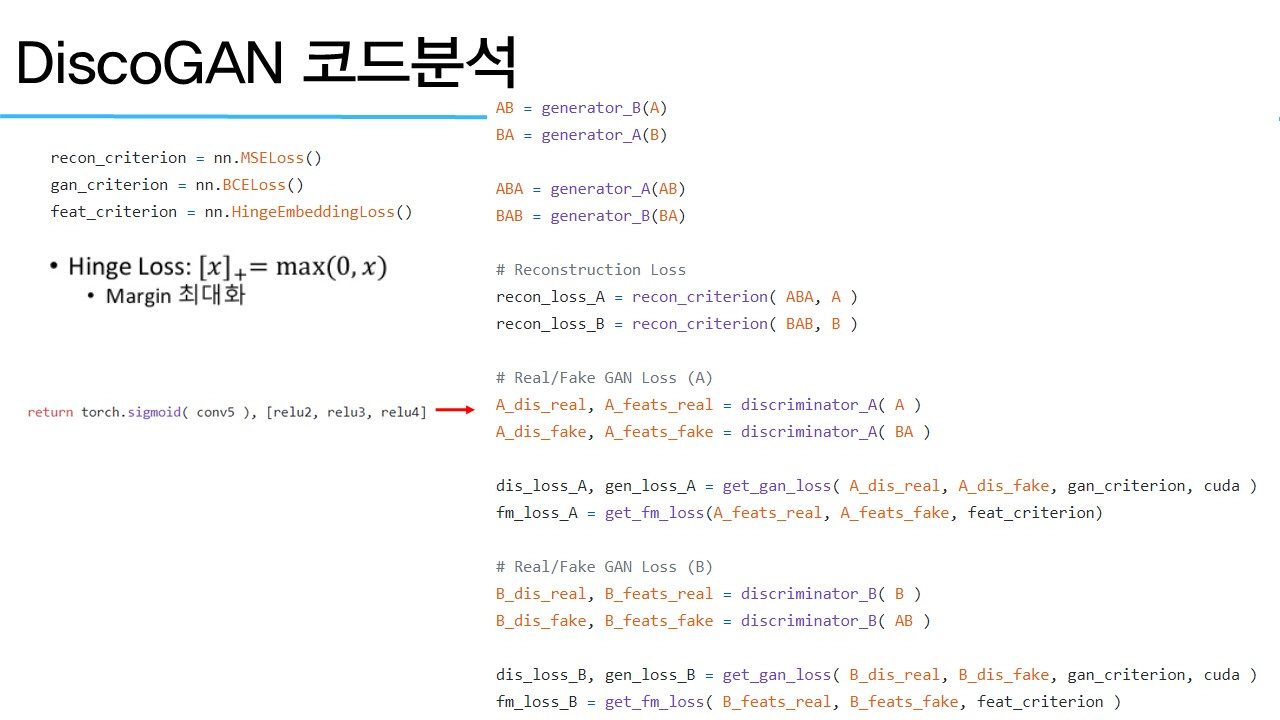 DiscoGAN 코드분석
recon_criterion = nn.MSELoss()
gan_criterion = nn.BCELoss()
feat_criterion = nn.HingeEmbeddingLoss()
• Hinge Loss: [x]₊= max(0, x)
• Margin 최대화
return torch.sigmoid( conv5 ), [relu2, relu3, relu4]
AB = generator_B(A)
BA = generator_A(B)
ABA = generator_A(AB)
BAB = generator_B(BA)
# Reconstruction Loss
recon_loss_A = recon_criterion( ABA, A )
recon_loss_B = recon_criterion( BAB, B )
# Real/Fake GAN Loss (A)
A_dis_real, A_feats_real = discriminator_A( A )
A_dis_fake, A_feats_fake = discriminator_A( BA )
dis_loss_A, gen_loss_A = get_gan_loss( A_dis_real, A_dis_fake, gan_criterion, cuda )
fm_loss_A = get_fm_loss(A_feats_real, A_feats_fake, feat_criterion)
# Real/Fake GAN Loss (B)
B_dis_real, B_feats_real = discriminator_B( B )
B_dis_fake, B_feats_fake = discriminator_B( AB )
dis_loss_B, gen_loss_B = get_gan_loss( B_dis_real, B_dis_fake, gan_criterion, cuda )
fm_loss_B = get_fm_loss( B_feats_real, B_feats_fake, feat_criterion )